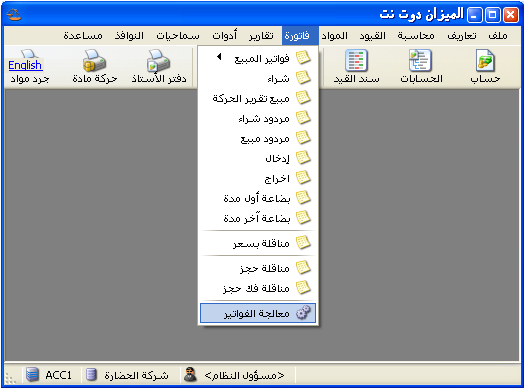 الميزان دوت نت
ملف تعاريف محاسبة القيود المواد فاتورة تقارير أدوات سماحيات النوافذ مساعدة
حساب الحسابات سند القيد دفتر الأستاذ حركة مادة جرد مواد English
فواتير المبيع
شراء
مبيع تقرير الحركة
مردود شراء
مردود مبيع
إدخال
اخراج
بضاعة أول مدة
بضاعة آخر مدة
مناقلة بسعر
مناقلة حجز
مناقلة فك حجز
معالجة الفواتير
<مسؤول النظام> شركة الحضارة ACC1